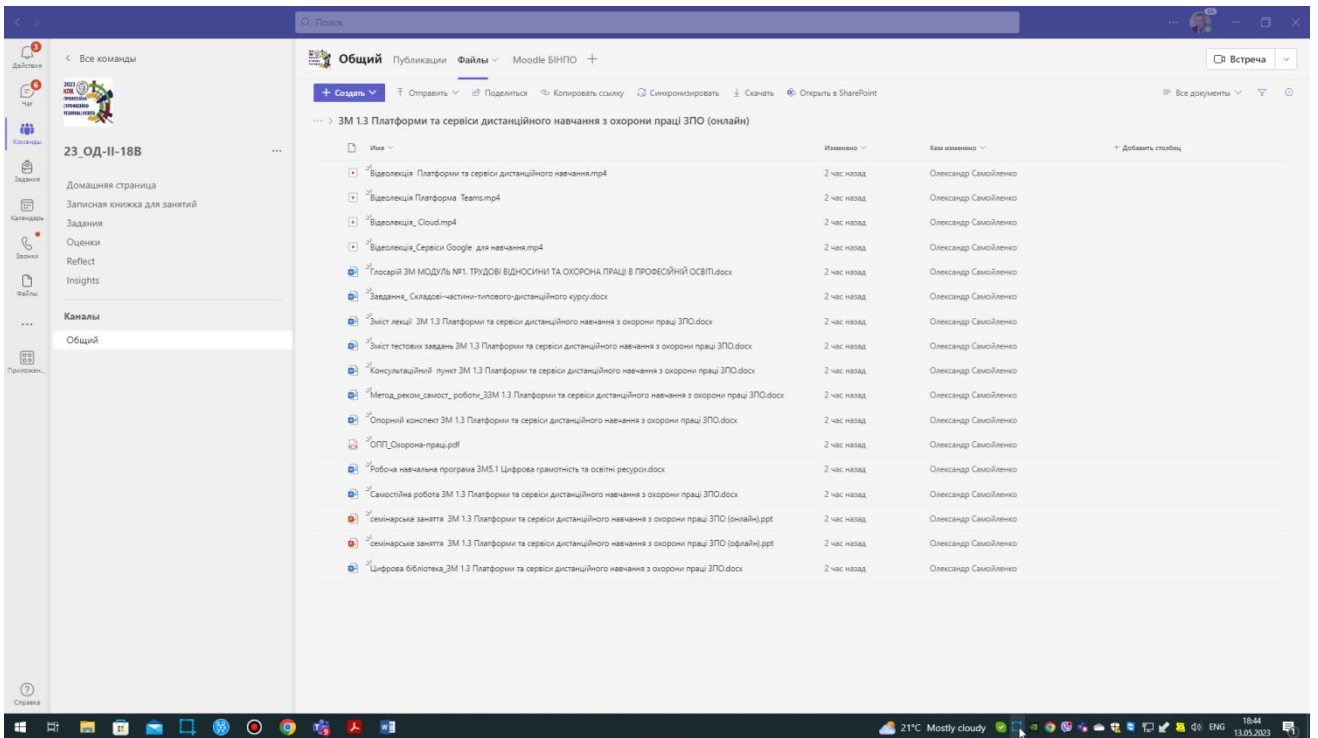 Поиск
Действия
Чат
Команды
Задания
Календарь
Звонки
Файлы
Приложен...
Справка
Все команды
23_ОД-ІІ-18В
Домашняя страница
Записная книжка для занятий
Задания
Оценки
Reflect
Insights
Каналы
Общий
Общий Публикации Файлы Moodle БІНПО
Встреча
+ Создать Отправить Поделиться Копировать ссылку Синхронизировать Скачать Открыть в SharePoint Все документы
... > ЗМ 1.3 Платформи та сервіси дистанційного навчання з охорони праці ЗПО (онлайн)
Имя Изменено Кем изменено + Добавить столбец
Відеолекція Платформи та сервіси дистанційного навчання.mp4 2 час назад Олександр Самойленко
Відеолекція Платформа Teams.mp4 2 час назад Олександр Самойленко
Відеолекція_ Cloud.mp4 2 час назад Олександр Самойленко
Відеолекція_Сервіси Google для навчання.mp4 2 час назад Олександр Самойленко
Глосарій ЗМ МОДУЛЬ №1. ТРУДОВІ ВІДНОСИНИ ТА ОХОРОНА ПРАЦІ В ПРОФЕСІЙНІЙ ОСВІТІ.docx 2 час назад Олександр Самойленко
Завдання_ Складові-частини-типового-дистанційного курсу.docx 2 час назад Олександр Самойленко
Зміст лекції ЗМ 1.3 Платформи та сервіси дистанційного навчання з охорони праці ЗПО.docx 2 час назад Олександр Самойленко
Зміст тестових завдань ЗМ 1.3 Платформи та сервіси дистанційного навчання з охорони праці ЗПО.docx 2 час назад Олександр Самойленко
Консультаційний пункт ЗМ 1.3 Платформи та сервіси дистанційного навчання з охорони праці ЗПО.docx 2 час назад Олександр Самойленко
Метод_реком_самост_ роботи_ЗЗМ 1.3 Платформи та сервіси дистанційного навчання з охорони праці ЗПО.docx 2 час назад Олександр Самойленко
Опорний конспект ЗМ 1.3 Платформи та сервіси дистанційного навчання з охорони праці ЗПО.docx 2 час назад Олександр Самойленко
ОПП_Охорона-праці.pdf 2 час назад Олександр Самойленко
Робоча навчальна програма ЗМ5.1 Цифрова грамотність та освітні ресурси.docx 2 час назад Олександр Самойленко
Самостійна робота ЗМ 1.3 Платформи та сервіси дистанційного навчання з охорони праці ЗПО.docx 2 час назад Олександр Самойленко
семінарське заняття ЗМ 1.3 Платформи та сервіси дистанційного навчання з охорони праці ЗПО (онлайн).ppt 2 час назад Олександр Самойленко
семінарське заняття ЗМ 1.3 Платформи та сервіси дистанційного навчання з охорони праці ЗПО (офлайн).ppt 2 час назад Олександр Самойленко
Цифрова бібліотека_ЗМ 1.3 Платформи та сервіси дистанційного навчання з охорони праці ЗПО.docx 2 час назад Олександр Самойленко
21°C Mostly cloudy ENG 18:44
13.05.2023